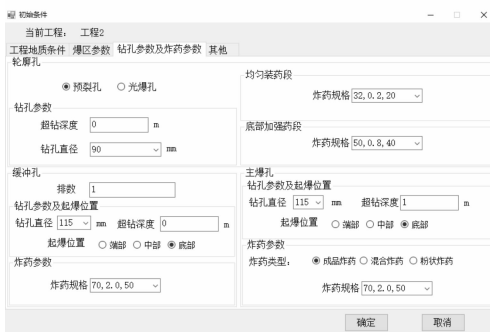 初始条件
当前工程： 工程2
工程地质条件 爆区参数 钻孔参数及炸药参数 其他
轮廓孔
预裂孔 光爆孔
钻孔参数
超钻深度 0 m
钻孔直径 90 mm
均匀装药段
炸药规格 32, 0.2, 20
底部加强药段
炸药规格 50, 0.8, 40
缓冲孔
排数 1
钻孔参数及起爆位置
钻孔直径 115 mm 超钻深度 0 m
起爆位置 端部 中部 底部
炸药参数
炸药规格 70, 2.0, 50
主爆孔
钻孔参数及起爆位置
钻孔直径 115 mm 超钻深度 1 m
起爆位置 端部 中部 底部
炸药参数
炸药类型： 成品炸药 混合炸药 粉状炸药
炸药规格 70, 2.0, 50
确定 取消